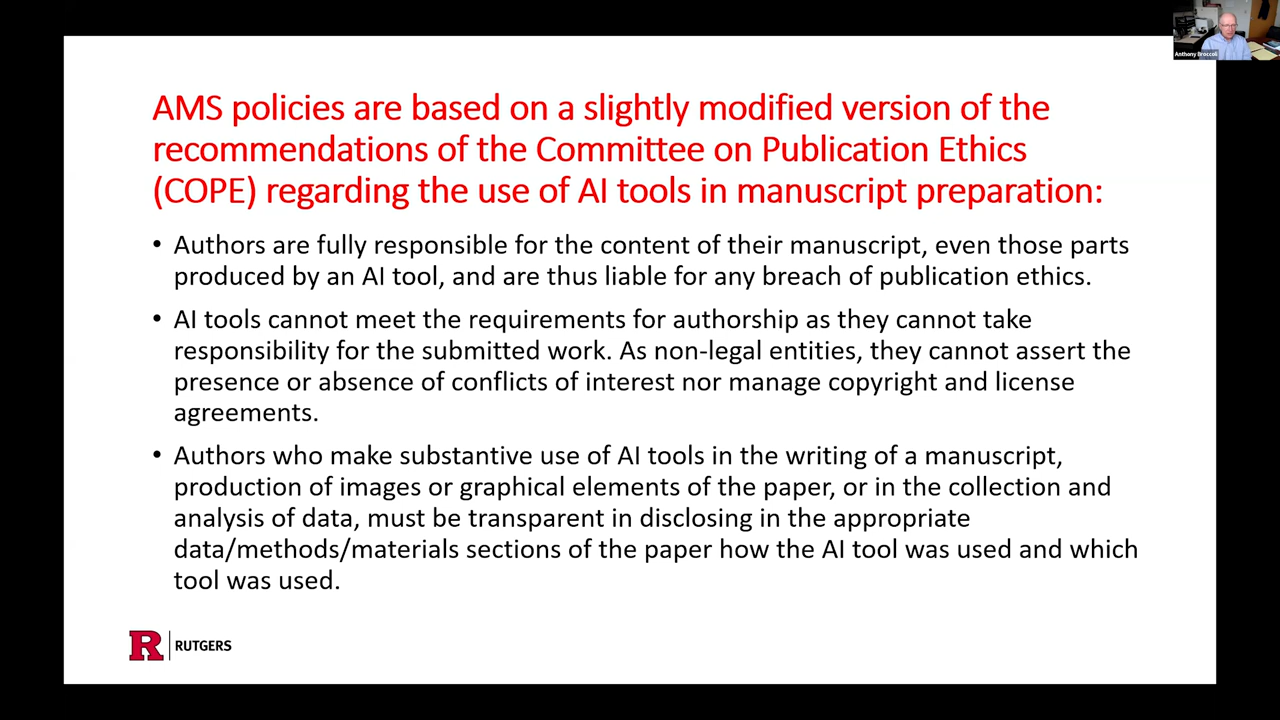 Anthony Broccoli
AMS policies are based on a slightly modified version of the
recommendations of the Committee on Publication Ethics
(COPE) regarding the use of AI tools in manuscript preparation:
• Authors are fully responsible for the content of their manuscript, even those parts
produced by an AI tool, and are thus liable for any breach of publication ethics.
• AI tools cannot meet the requirements for authorship as they cannot take
responsibility for the submitted work. As non-legal entities, they cannot assert the
presence or absence of conflicts of interest nor manage copyright and license
agreements.
• Authors who make substantive use of AI tools in the writing of a manuscript,
production of images or graphical elements of the paper, or in the collection and
analysis of data, must be transparent in disclosing in the appropriate
data/methods/materials sections of the paper how the AI tool was used and which
tool was used.
R RUTGERS